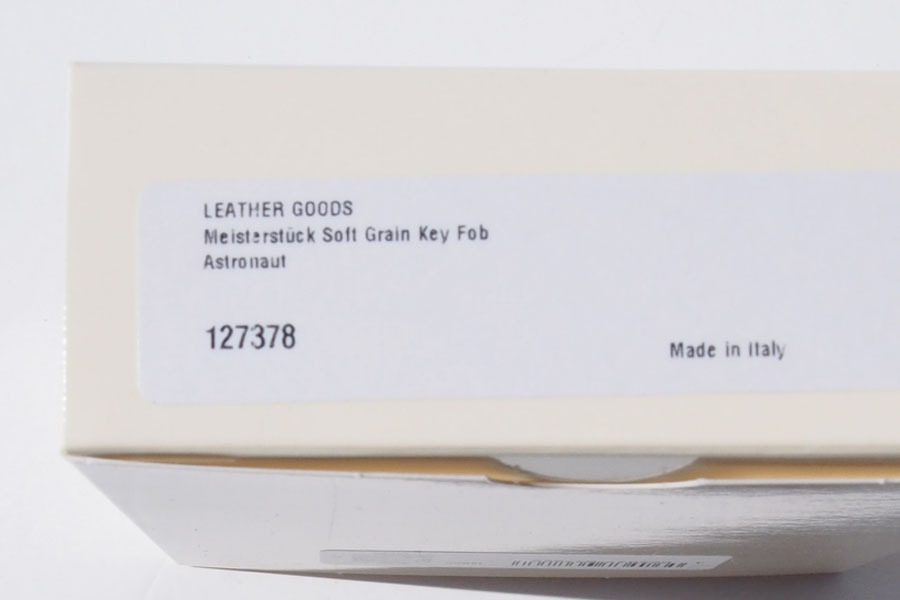 LEATHER GOODS
Meisterstück Soft Grain Key Fob
Astronaut
127378
Made in Italy